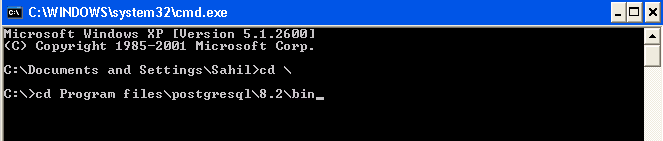 C:\WINDOWS\system32\cmd.exe
Microsoft Windows XP [Version 5.1.2600]
(C) Copyright 1985-2001 Microsoft Corp.
C:\Documents and Settings\Sahil>cd \
C:\>cd Program files\postgresql\8.2\bin_